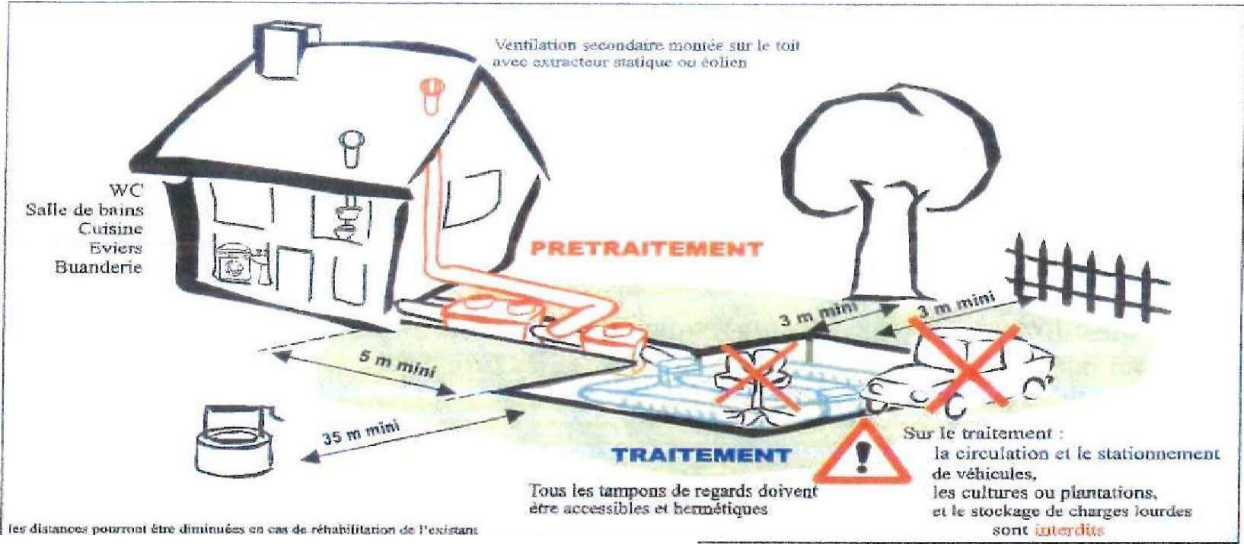 Ventilation secondaire montée sur le toit
avec extracteur statique ou éolien
WC
Salle de bains
Cuisine
Eviers
Buanderie
PRETRAITEMENT
3 m mini
3 m mini
5 m mini
35 m mini
TRAITEMENT
Tous les tampons de regards doivent
être accessibles et hermétiques
Sur le traitement :
la circulation et le stationnement
de véhicules,
les cultures ou plantations,
et le stockage de charges lourdes
sont interdits
les distances pourront être diminuées en cas de réhabilitation de l'existant